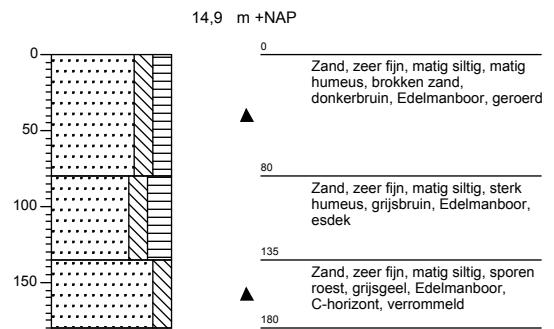 14,9 m +NAP
0
50
100
150
0
Zand, zeer fijn, matig siltig, matig
humeus, brokken zand,
donkerbruin, Edelmanboor, geroerd
80
Zand, zeer fijn, matig siltig, sterk
humeus, grijsbruin, Edelmanboor,
esdek
135
Zand, zeer fijn, matig siltig, sporen
roest, grijsgeel, Edelmanboor,
C-horizont, verrommeld
180